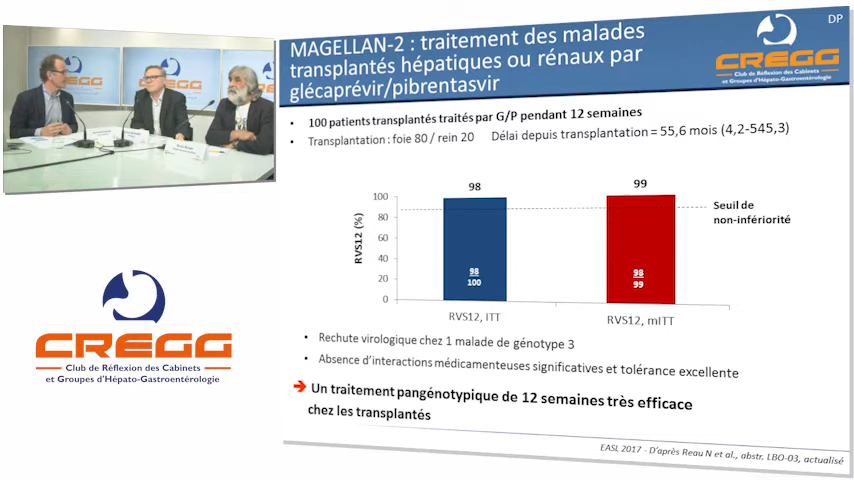 MAGELLAN-2 : traitement des malades
transplantés hépatiques ou rénaux par
glécaprévir/pibrentasvir
DP
CREGG
Club de Réflexion des Cabinets
et Groupes d'Hépato-Gastroentérologie
• 100 patients transplantés traités par G/P pendant 12 semaines
• Transplantation : foie 80 / rein 20 Délai depuis transplantation = 55,6 mois (4,2-545,3)
RVS12 (%)
100
80
60
40
20
0
98
98
100
99
98
99
Seuil de
non-infériorité
RVS12, ITT
RVS12, mITT
• Rechute virologique chez 1 malade de génotype 3
• Absence d'interactions médicamenteuses significatives et tolérance excellente
➔ Un traitement pangénotypique de 12 semaines très efficace
chez les transplantés
EASL 2017 - D'après Reau N et al., abstr. LBO-03, actualisé
CREGG
CREGG
Club de Réflexion des Cabinets
et Groupes d'Hépato-Gastroentérologie